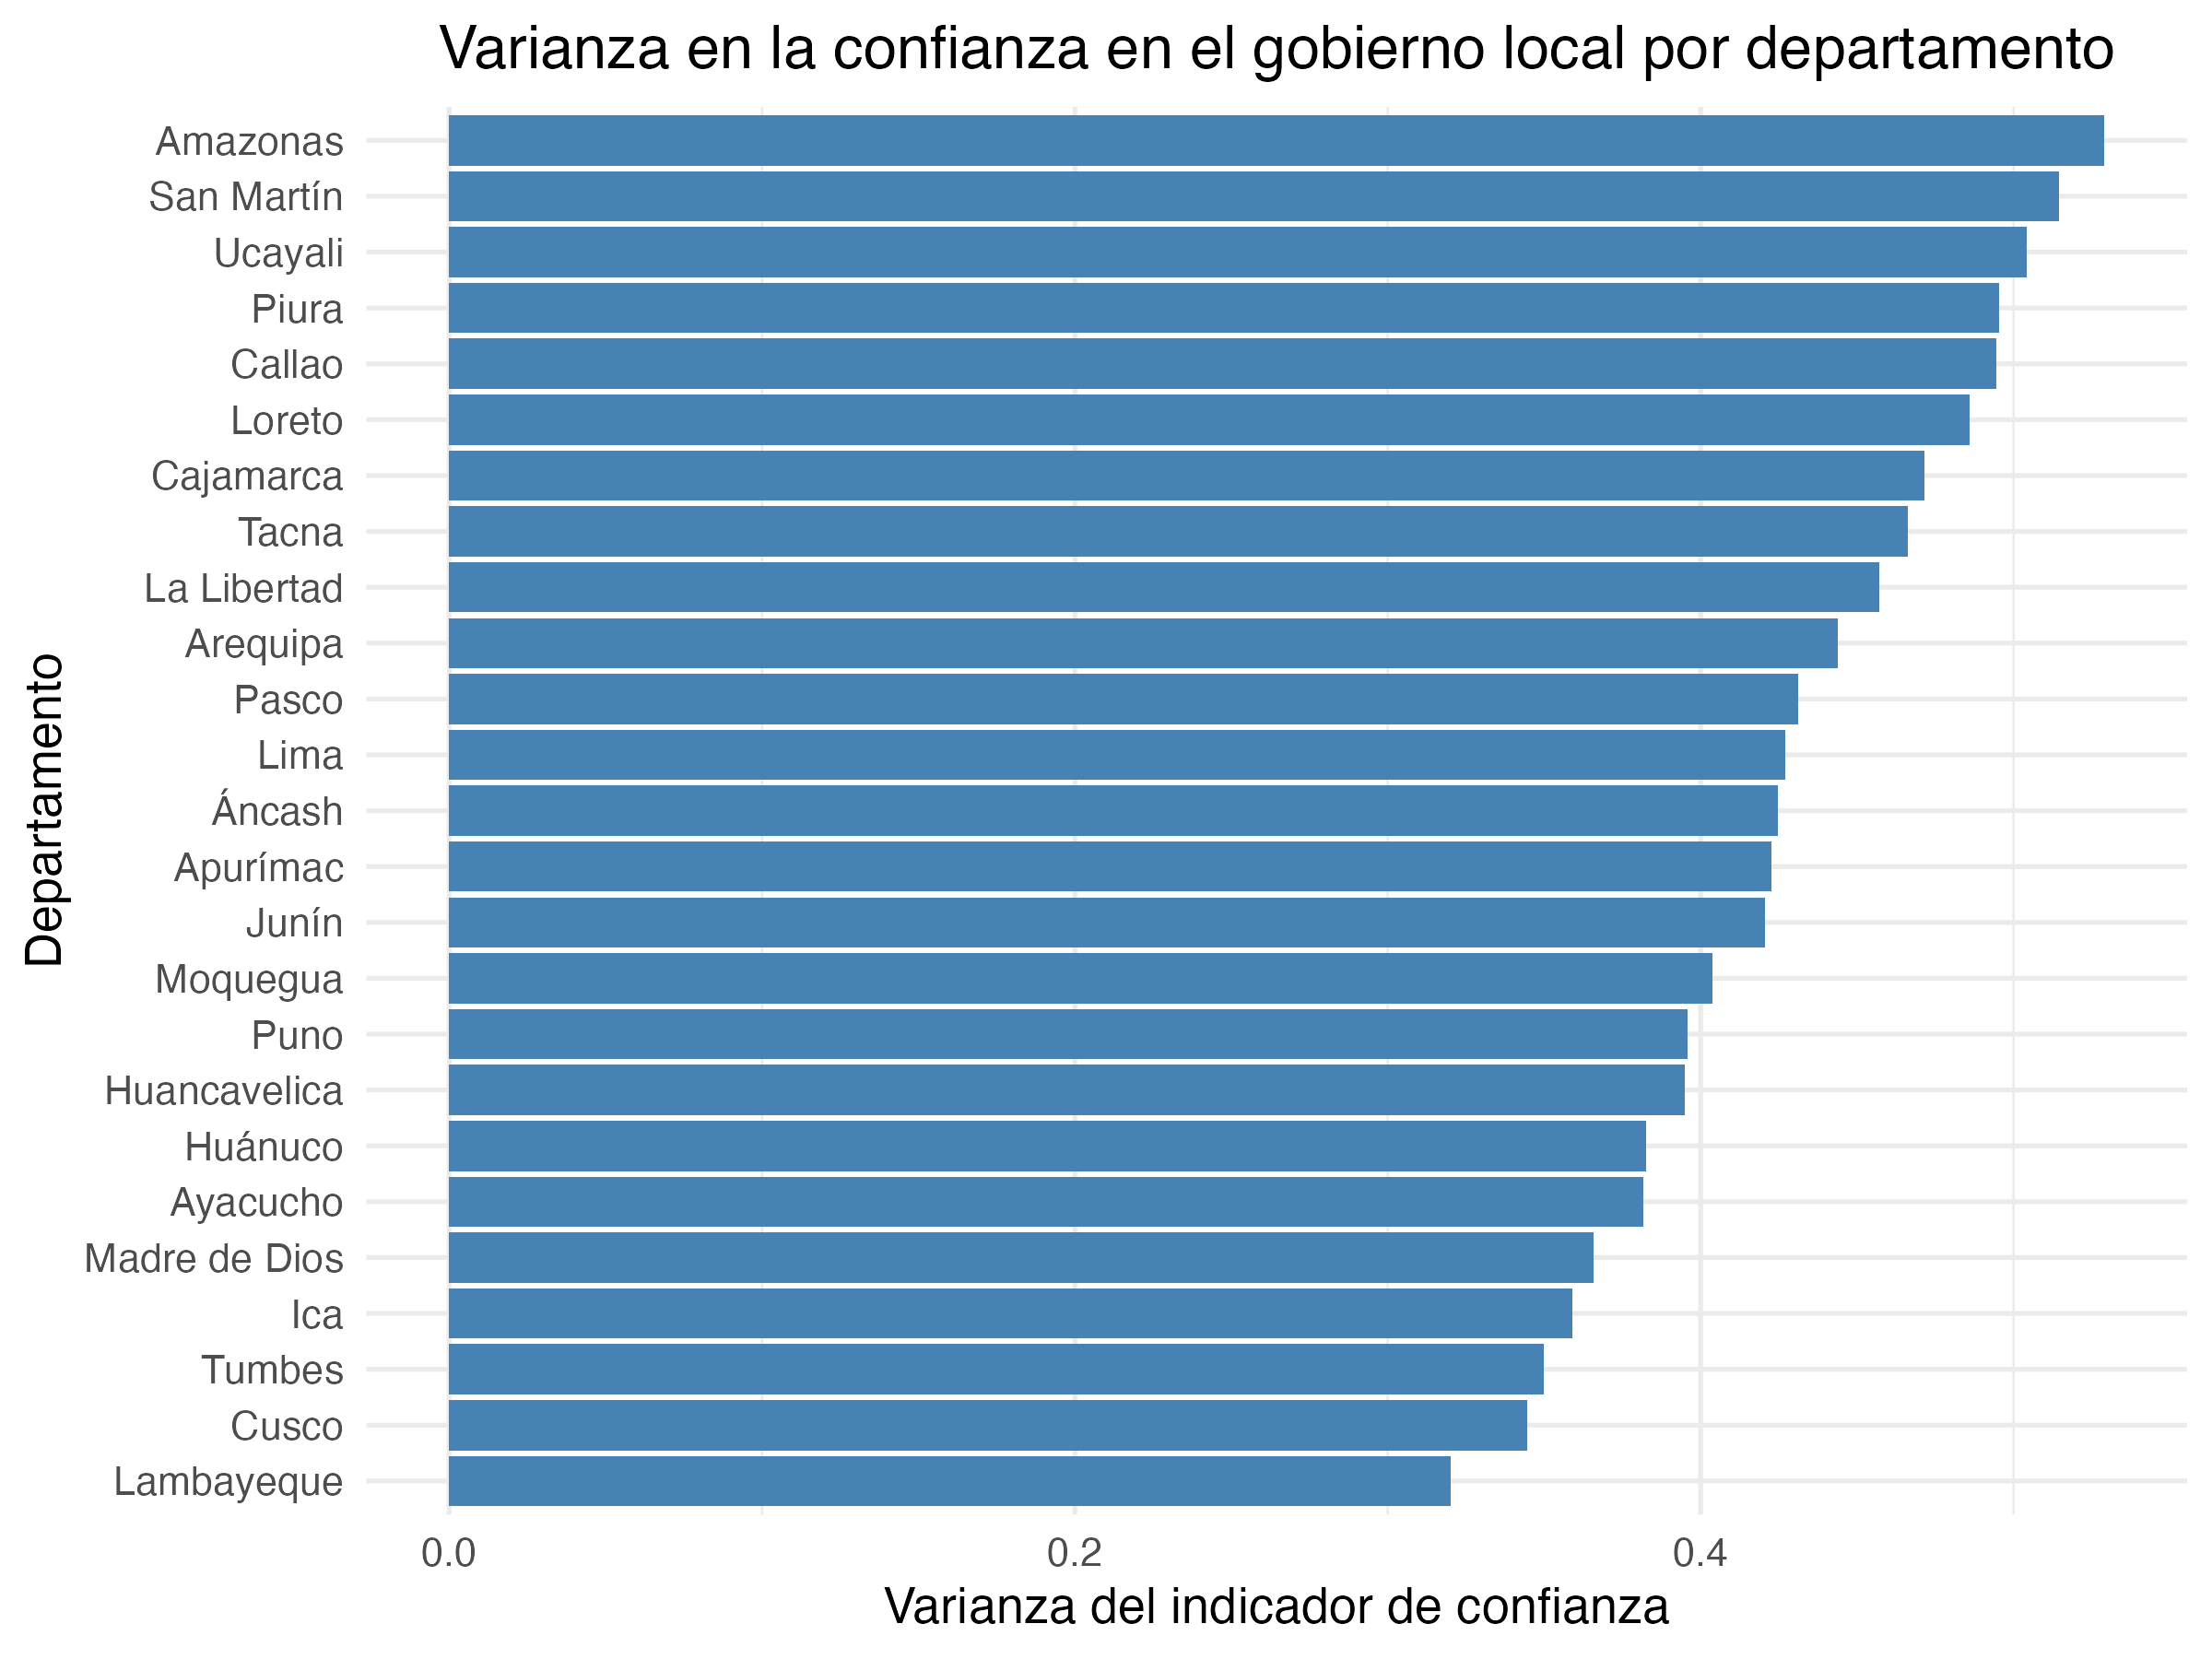 Varianza en la confianza en el gobierno local por departamento
Departamento
Amazonas
San Martín
Ucayali
Piura
Callao
Loreto
Cajamarca
Tacna
La Libertad
Arequipa
Pasco
Lima
Áncash
Apurímac
Junín
Moquegua
Puno
Huancavelica
Huánuco
Ayacucho
Madre de Dios
Ica
Tumbes
Cusco
Lambayeque
0.0 0.2 0.4
Varianza del indicador de confianza